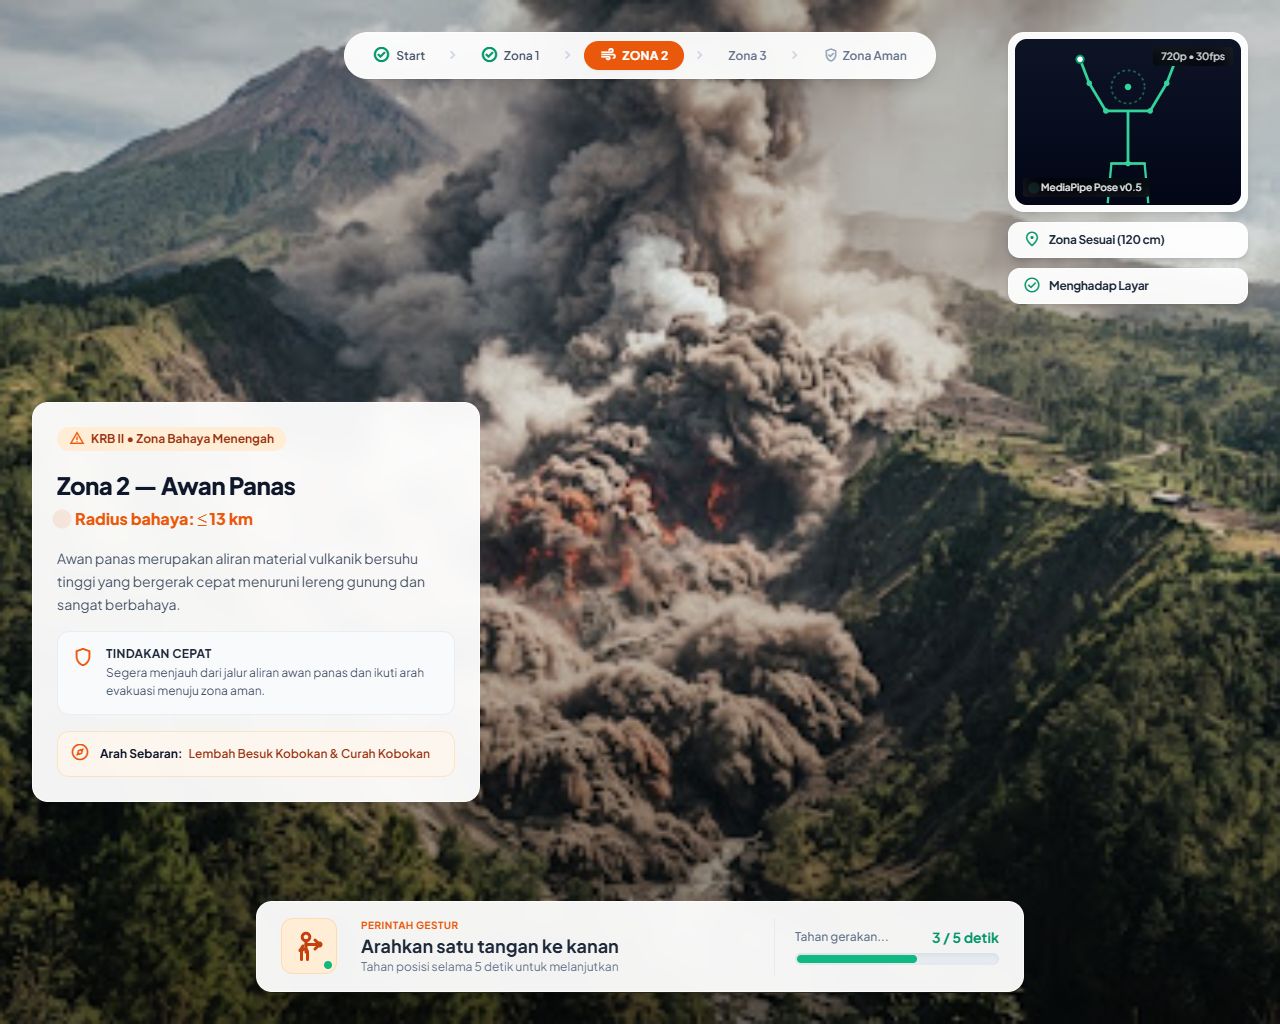 Start
Zona 1
ZONA 2
Zona 3
Zona Aman
720p • 30fps
MediaPipe Pose v0.5
Zona Sesuai (120 cm)
Menghadap Layar
KRB II • Zona Bahaya Menengah
Zona 2 — Awan Panas
Radius bahaya: ≤ 13 km
Awan panas merupakan aliran material vulkanik bersuhu
tinggi yang bergerak cepat menuruni lereng gunung dan
sangat berbahaya.
TINDAKAN CEPAT
Segera menjauh dari jalur aliran awan panas dan ikuti arah
evakuasi menuju zona aman.
Arah Sebaran: Lembah Besuk Kobokan & Curah Kobokan
PERINTAH GESTUR
Arahkan satu tangan ke kanan
Tahan posisi selama 5 detik untuk melanjutkan
Tahan gerakan...
3 / 5 detik